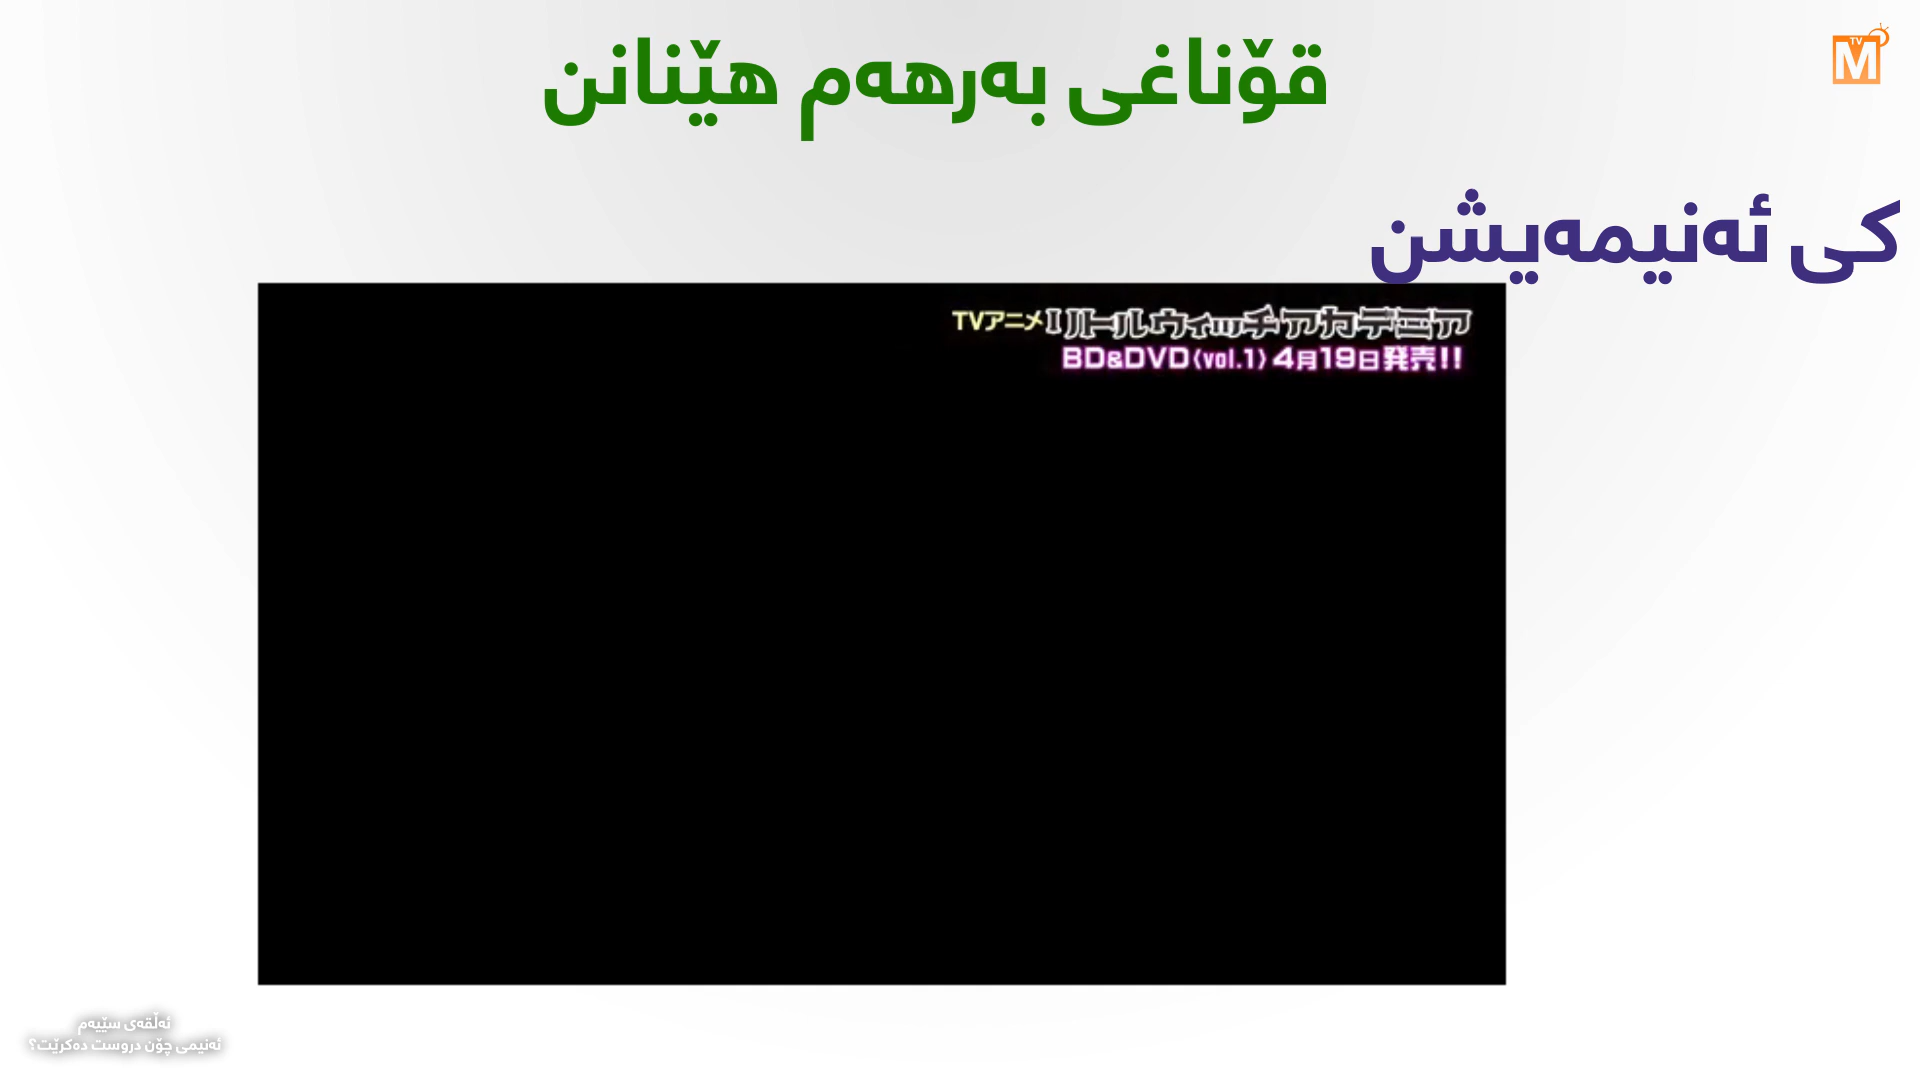 قۆناغی بەرهەم هێنانن
TV
M
کی ئەنیمەیشن
TVアニメ リトルウィッチアカデミア
BD&DVD〈vol.1〉4月19日発売!!
ئەڵقەی سێیەم
ئەنیمی چۆن دروست دەکرێت؟